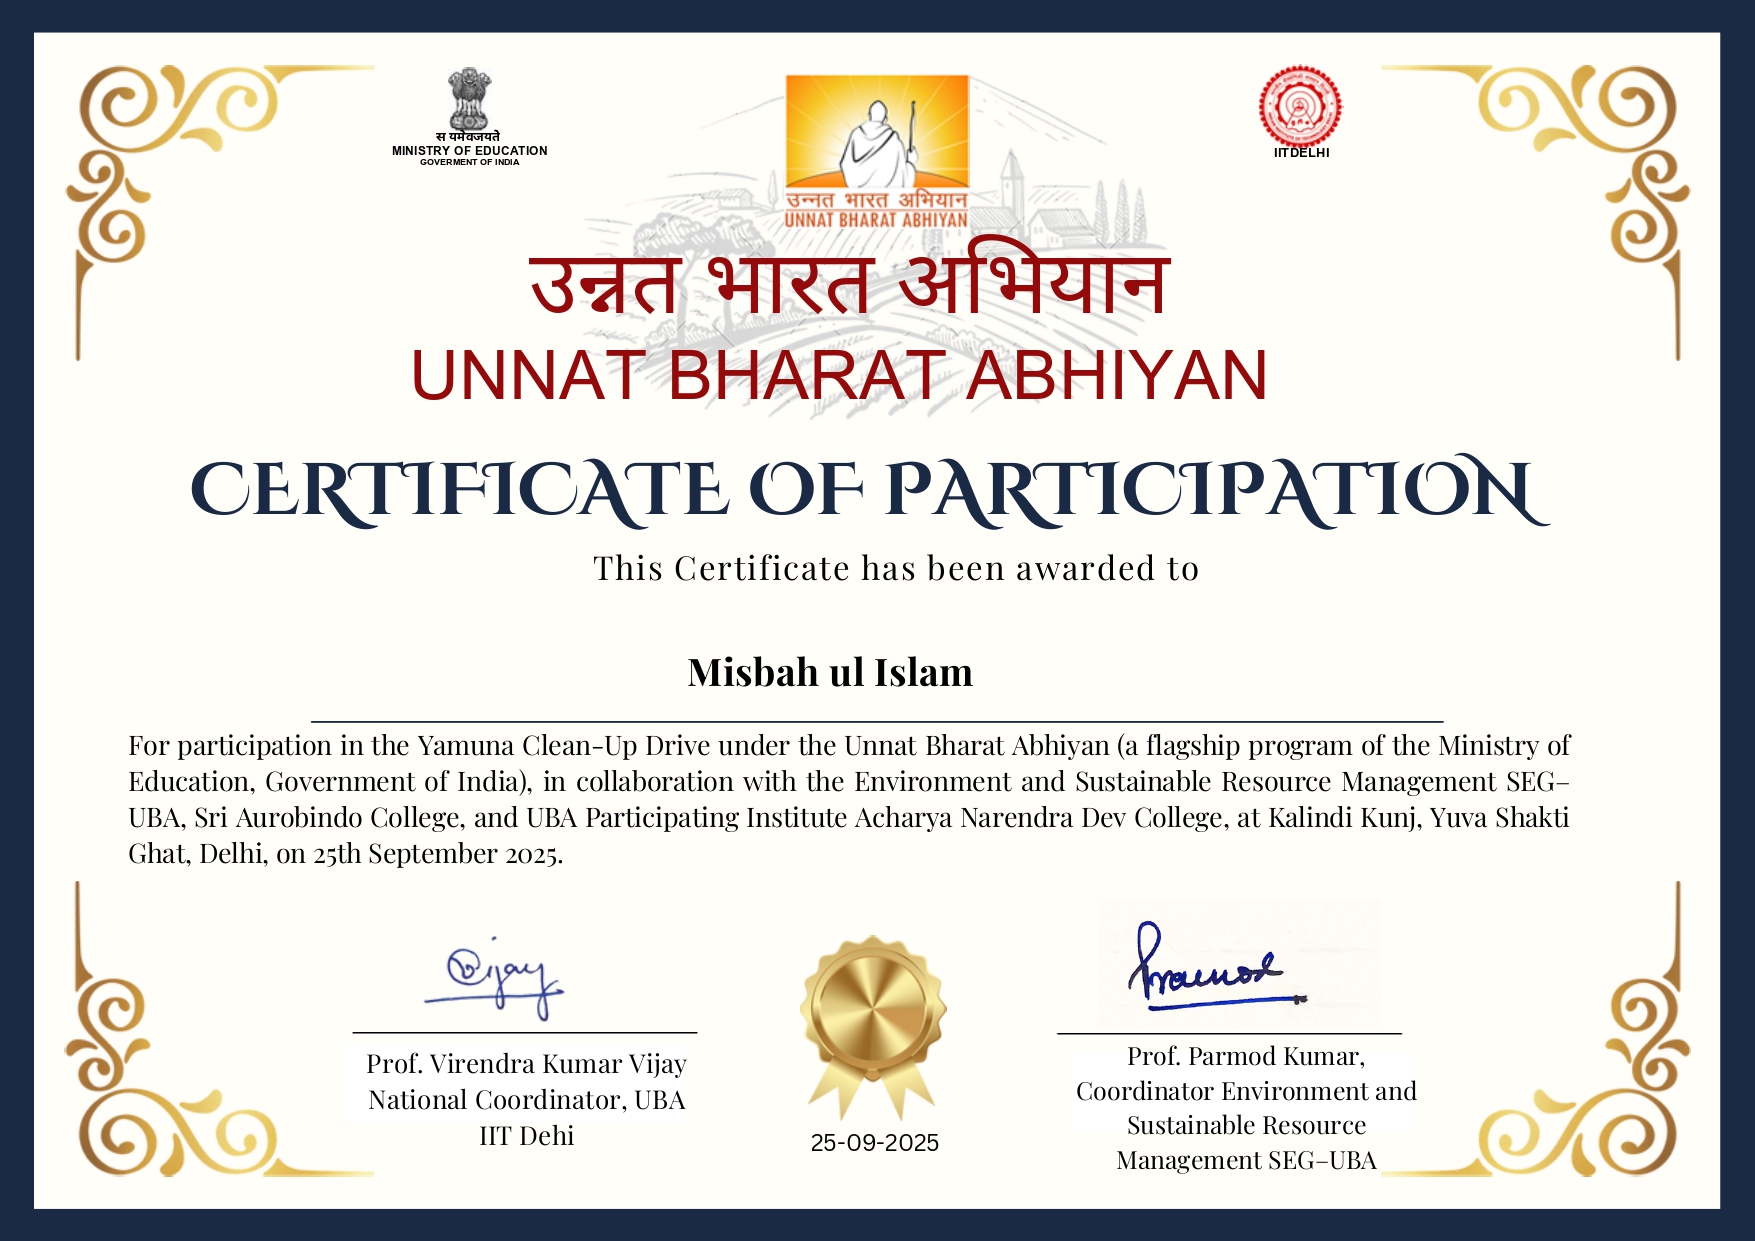 स यमेवजयते
MINISTRY OF EDUCATION
GOVERMENT OF INDIA
उन्नत भारत अभियान
UNNAT BHARAT ABHIYAN
IITDELHI
उन्नत भारत अभियान
UNNAT BHARAT ABHIYAN
CERTIFICATE OF PARTICIPATION
This Certificate has been awarded to
Misbah ul Islam
For participation in the Yamuna Clean-Up Drive under the Unnat Bharat Abhiyan (a flagship program of the Ministry of
Education, Government of India), in collaboration with the Environment and Sustainable Resource Management SEG–
UBA, Sri Aurobindo College, and UBA Participating Institute Acharya Narendra Dev College, at Kalindi Kunj, Yuva Shakti
Ghat, Delhi, on 25th September 2025.
Vijay
Prof. Virendra Kumar Vijay
National Coordinator, UBA
IIT Dehi
25-09-2025
Pramod
Prof. Parmod Kumar,
Coordinator Environment and
Sustainable Resource
Management SEG–UBA